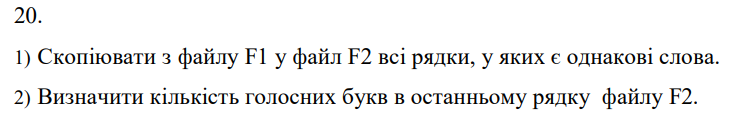 20.
1) Скопіювати з файлу F1 у файл F2 всі рядки, у яких є однакові слова.
2) Визначити кількість голосних букв в останньому рядку файлу F2.